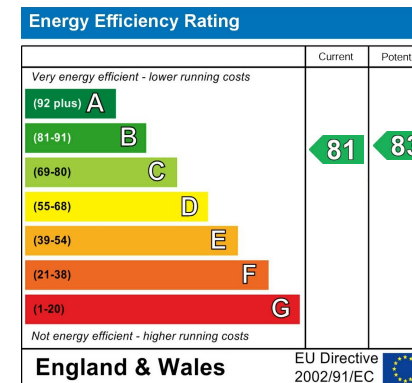 Energy Efficiency Rating
Current Potent
Very energy efficient - lower running costs
(92 plus) A
(81-91) B
81 83
(69-80) C
(55-68) D
(39-54) E
(21-38) F
(1-20) G
Not energy efficient - higher running costs
England & Wales
EU Directive
2002/91/EC